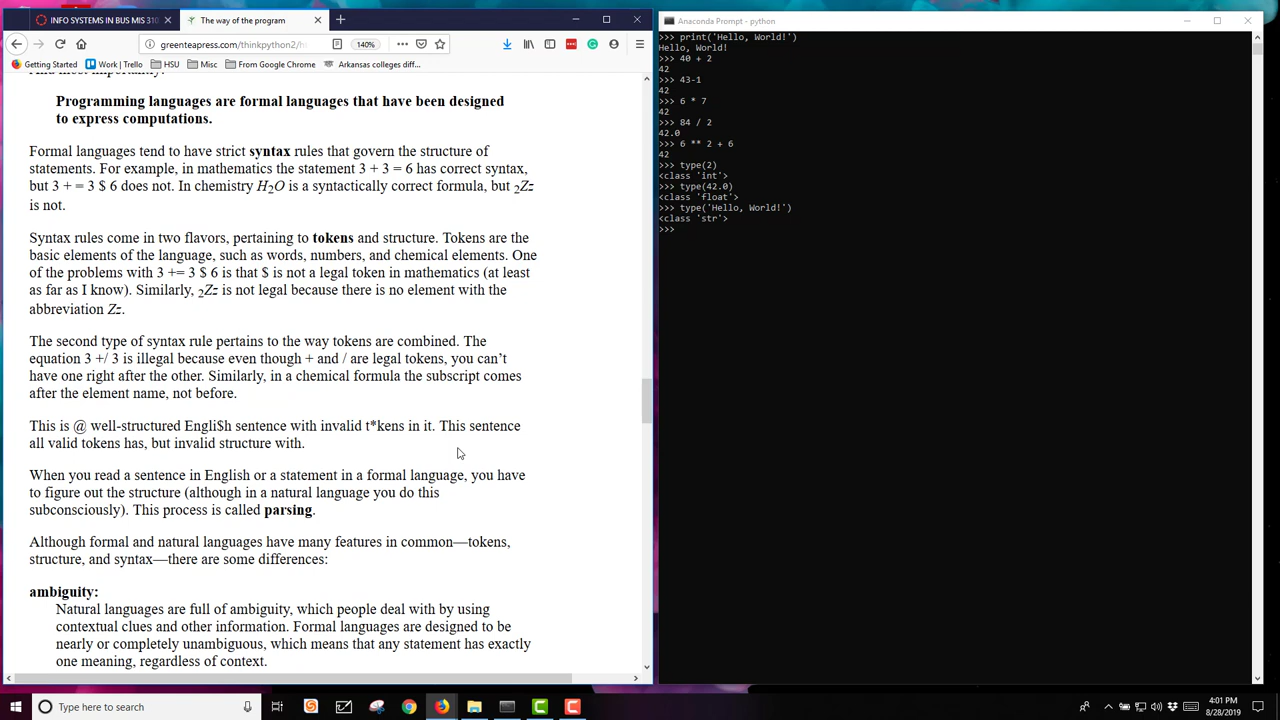 INFO SYSTEMS IN BUS MIS 310
The way of the program
greenteapress.com/thinkpython2/h
140%
Getting Started
Work | Trello
HSU
Misc
From Google Chrome
Arkansas colleges diff...
Programming languages are formal languages that have been designed
to express computations.
Formal languages tend to have strict syntax rules that govern the structure of
statements. For example, in mathematics the statement 3 + 3 = 6 has correct syntax,
but 3 + = 3 $ 6 does not. In chemistry H2O is a syntactically correct formula, but 2Zz
is not.
Syntax rules come in two flavors, pertaining to tokens and structure. Tokens are the
basic elements of the language, such as words, numbers, and chemical elements. One
of the problems with 3 += 3 $ 6 is that $ is not a legal token in mathematics (at least
as far as I know). Similarly, 2Zz is not legal because there is no element with the
abbreviation Zz.
The second type of syntax rule pertains to the way tokens are combined. The
equation 3 +/ 3 is illegal because even though + and / are legal tokens, you can’t
have one right after the other. Similarly, in a chemical formula the subscript comes
after the element name, not before.
This is @ well-structured Engli$h sentence with invalid t*kens in it. This sentence
all valid tokens has, but invalid structure with.
When you read a sentence in English or a statement in a formal language, you have
to figure out the structure (although in a natural language you do this
subconsciously). This process is called parsing.
Although formal and natural languages have many features in common—tokens,
structure, and syntax—there are some differences:
ambiguity:
Natural languages are full of ambiguity, which people deal with by using
contextual clues and other information. Formal languages are designed to be
nearly or completely unambiguous, which means that any statement has exactly
one meaning, regardless of context.
Anaconda Prompt - python
>>> print('Hello, World!')
Hello, World!
>>> 40 + 2
42
>>> 43-1
42
>>> 6 * 7
42
>>> 84 / 2
42.0
>>> 6 ** 2 + 6
42
>>> type(2)
<class 'int'>
>>> type(42.0)
<class 'float'>
>>> type('Hello, World!')
<class 'str'>
>>>
Type here to search
4:01 PM
8/28/2019